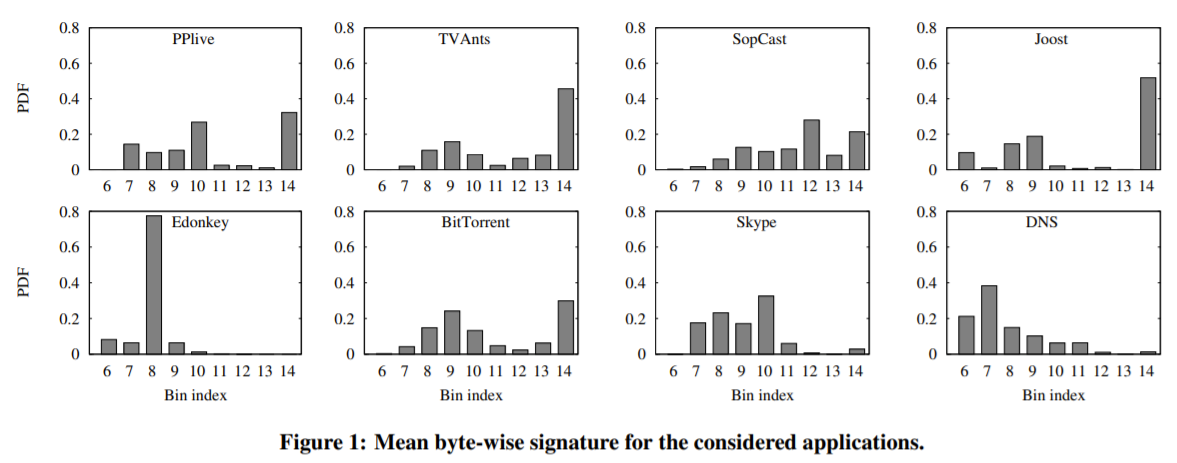 PPlive TVAnts SopCast Joost
PDF
0.8 0.8 0.8 0.8
0.6 0.6 0.6 0.6
0.4 0.4 0.4 0.4
0.2 0.2 0.2 0.2
0 0 0 0
6 7 8 9 10 11 12 13 14 6 7 8 9 10 11 12 13 14 6 7 8 9 10 11 12 13 14 6 7 8 9 10 11 12 13 14
Edonkey BitTorrent Skype DNS
PDF
0.8 0.8 0.8 0.8
0.6 0.6 0.6 0.6
0.4 0.4 0.4 0.4
0.2 0.2 0.2 0.2
0 0 0 0
6 7 8 9 10 11 12 13 14 6 7 8 9 10 11 12 13 14 6 7 8 9 10 11 12 13 14 6 7 8 9 10 11 12 13 14
Bin index Bin index Bin index Bin index
Figure 1: Mean byte-wise signature for the considered applications.